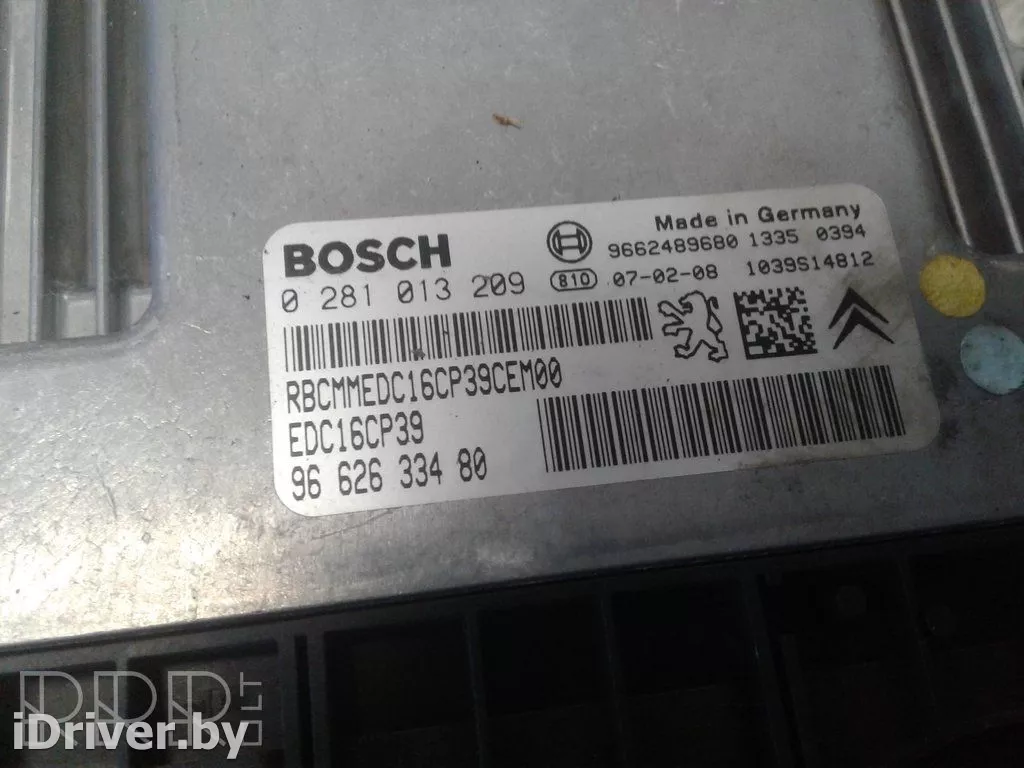 BOSCH
Made in Germany
9662489680 1335 0394
0 281 013 209
810 07-02-08 1039S14812
RBCMMEDC16CP39CEM00
EDC16CP39
96 626 334 80
iDriver.by